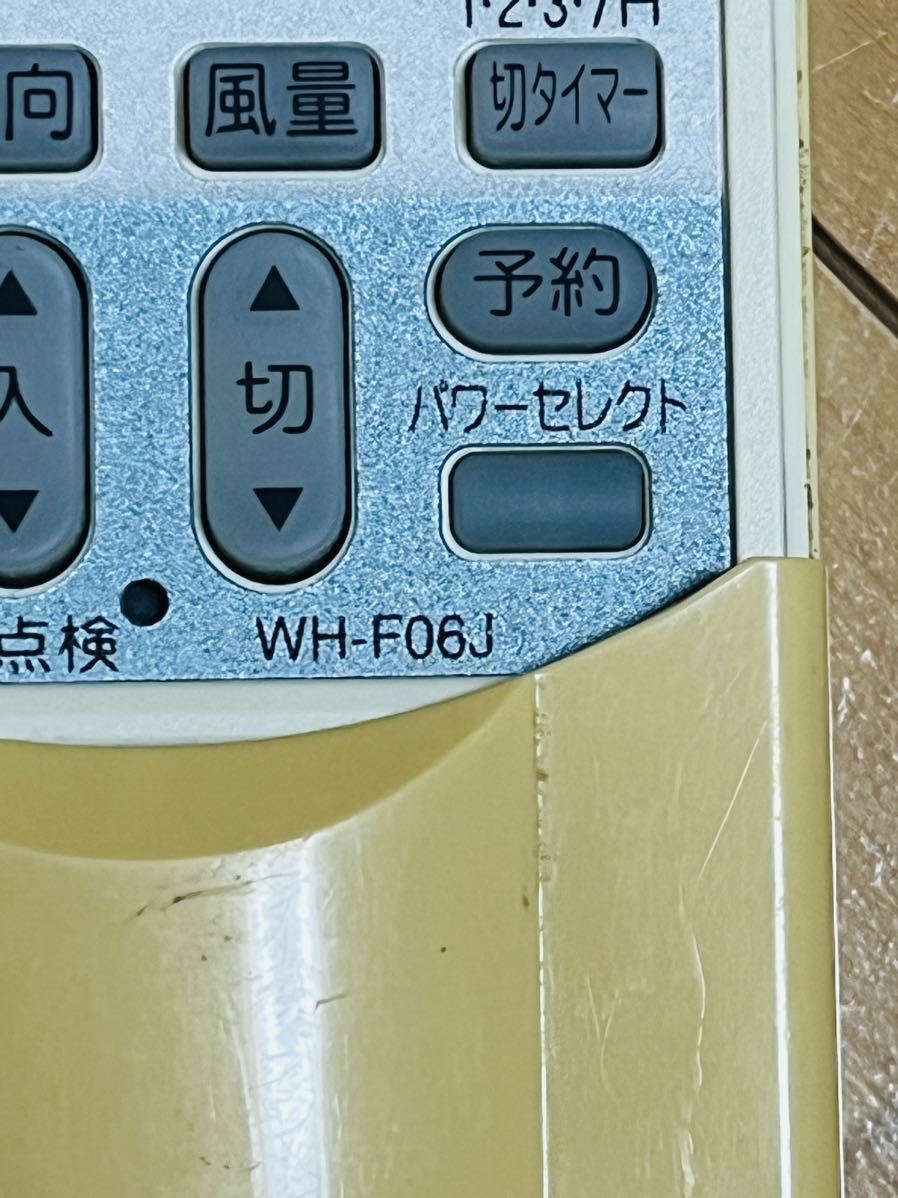 1・2・3・7H
向 風量 切タイマー
▲ ▲ 予約
入 切 パワーセレクト
▼ ▼
点検 WH-F06J